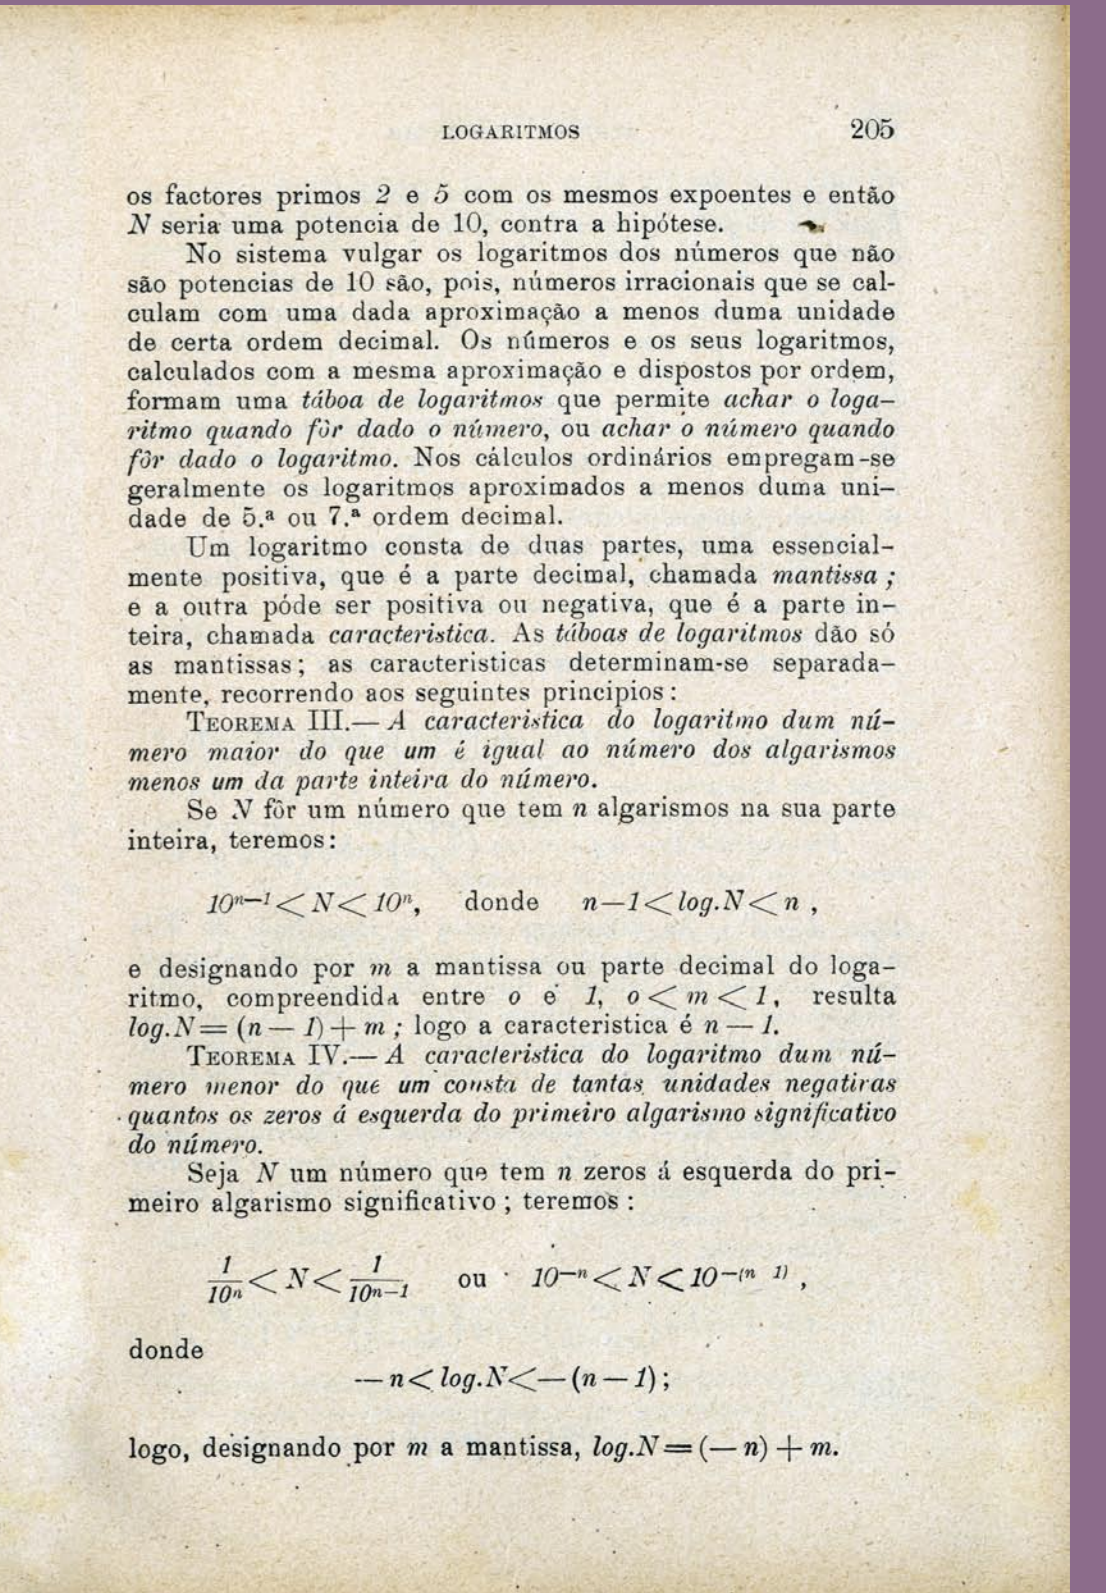 LOGARITMOS 205
os factores primos 2 e 5 com os mesmos expoentes e então
N seria uma potencia de 10, contra a hipótese.
No sistema vulgar os logaritmos dos números que não
são potencias de 10 são, pois, números irracionais que se cal-
culam com uma dada aproximação a menos duma unidade
de certa ordem decimal. Os números e os seus logaritmos,
calculados com a mesma aproximação e dispostos por ordem,
formam uma táboa de logaritmos que permite achar o loga-
ritmo quando fôr dado o número, ou achar o número quando
fôr dado o logaritmo. Nos cálculos ordinários empregam-se
geralmente os logaritmos aproximados a menos duma uni-
dade de 5.ª ou 7.ª ordem decimal.
Um logaritmo consta de duas partes, uma essencial-
mente positiva, que é a parte decimal, chamada mantissa ;
e a outra póde ser positiva ou negativa, que é a parte in-
teira, chamada caracteristica. As táboas de logaritmos dão só
as mantissas; as caracteristicas determinam-se separada-
mente, recorrendo aos seguintes principios :
TEOREMA III.— A caracteristica do logaritmo dum nú-
mero maior do que um é igual ao número dos algarismos
menos um da parte inteira do número.
Se N fôr um número que tem n algarismos na sua parte
inteira, teremos:
10ⁿ⁻¹ < N < 10ⁿ, donde n—1 < log.N < n ,
e designando por m a mantissa ou parte decimal do loga-
ritmo, compreendida entre o e 1, o < m < 1, resulta
log.N = (n — 1) + m ; logo a caracteristica é n — 1.
TEOREMA IV.— A caracteristica do logaritmo dum nú-
mero menor do que um consta de tantas unidades negativas
quantos os zeros á esquerda do primeiro algarismo significativo
do número.
Seja N um número que tem n zeros á esquerda do pri-
meiro algarismo significativo ; teremos :
1/10ⁿ < N < 1/10ⁿ⁻¹ ou 10⁻ⁿ < N < 10⁻⁽ⁿ ¹⁾ ,
donde
— n < log.N < — (n — 1) ;
logo, designando por m a mantissa, log.N = (— n) + m.